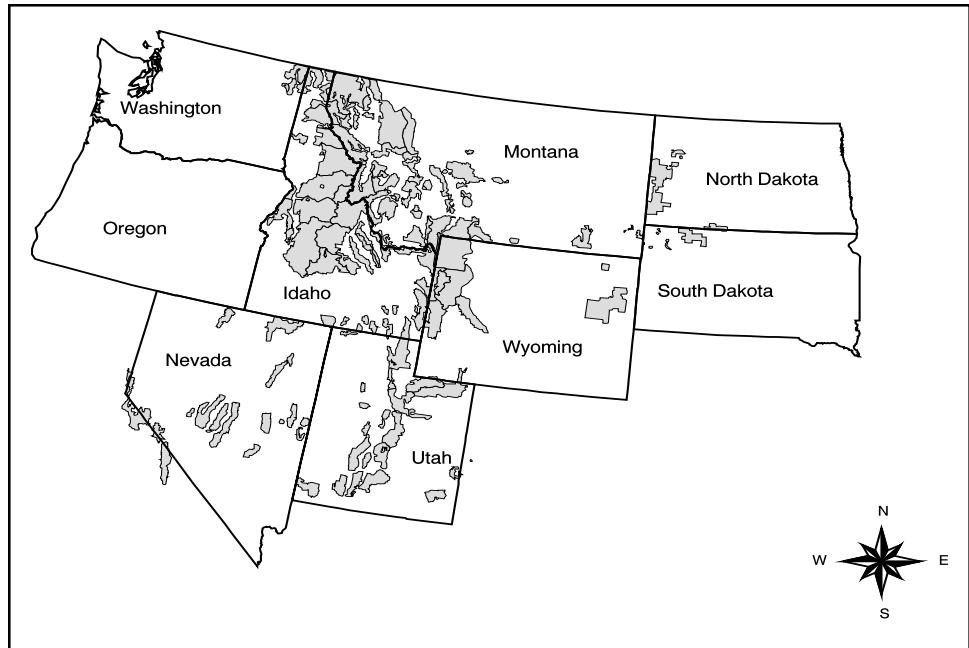 Washington
Montana
North Dakota
Oregon
Idaho
South Dakota
Wyoming
Nevada
Utah
N
W
E
S